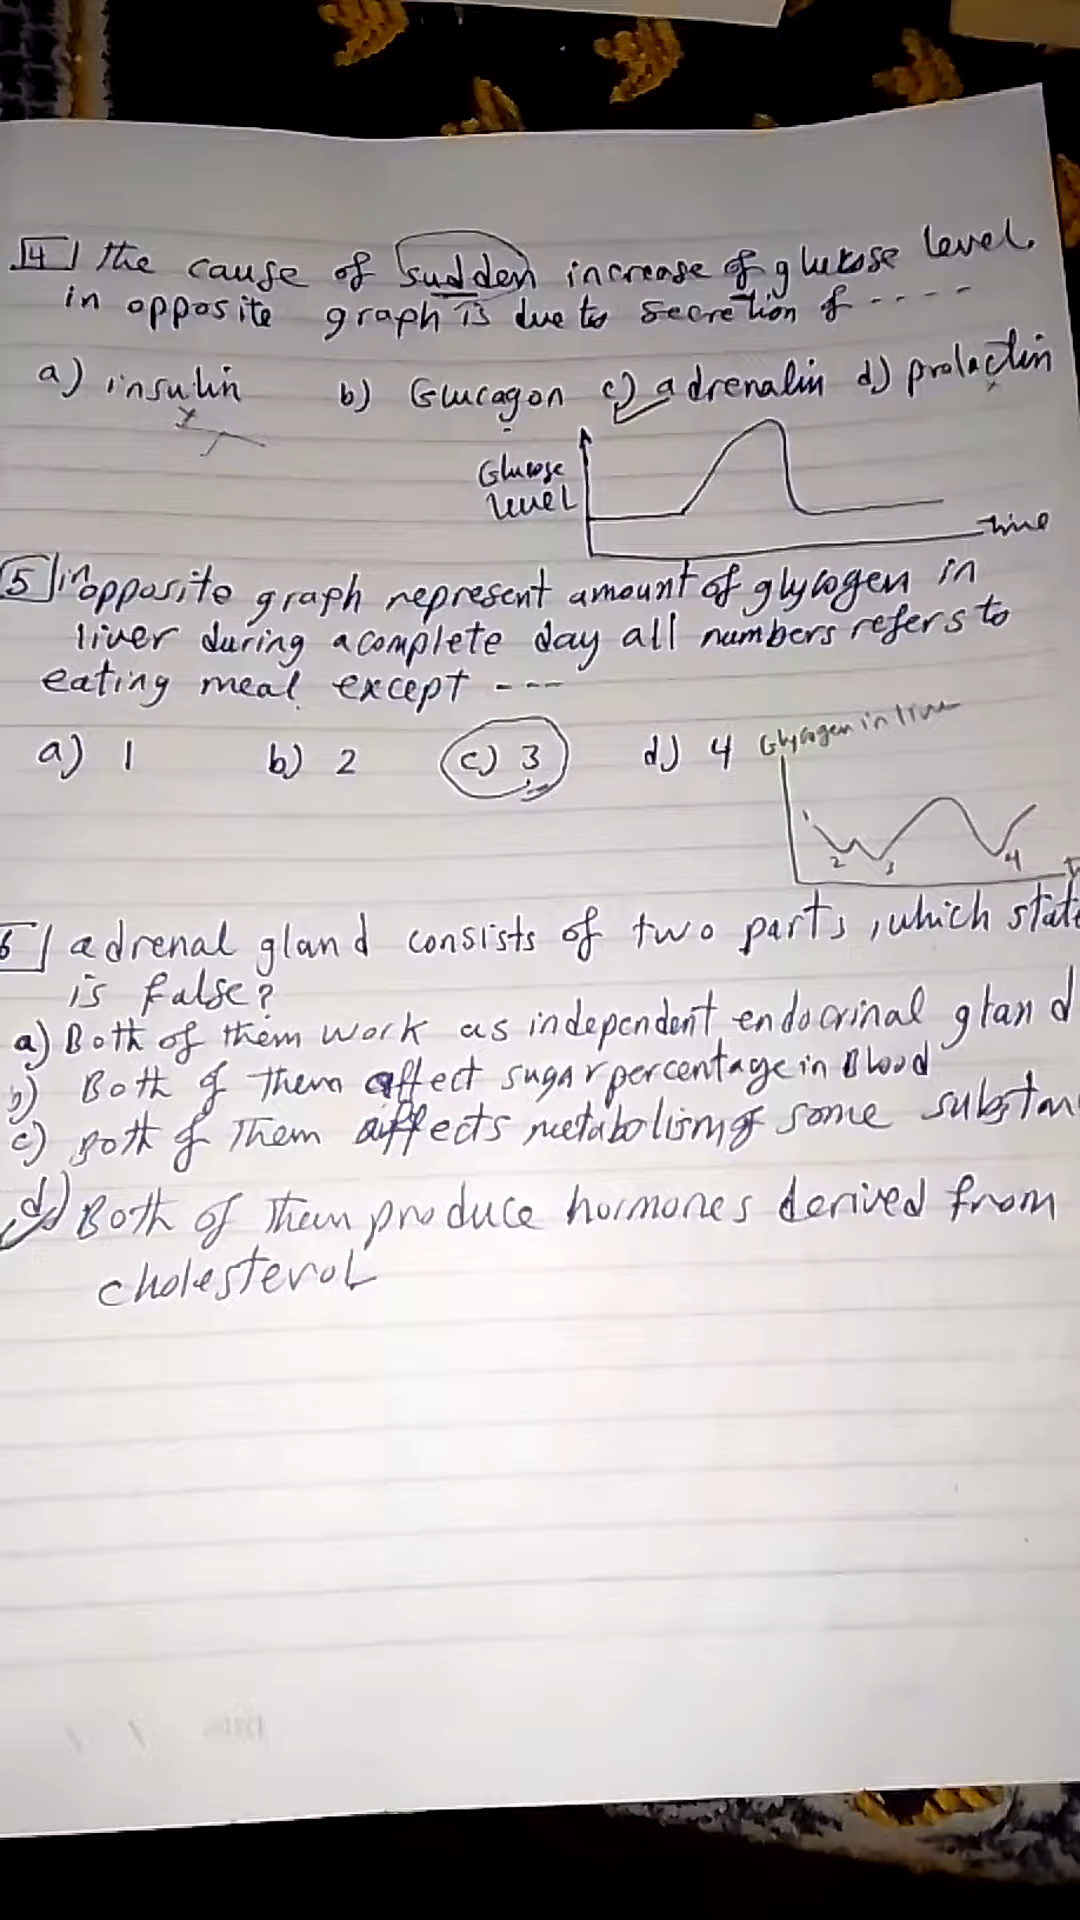 4 the cause of sudden increase of glucose level.
in opposite graph is due to secretion of -----
a) insulin b) Glucagon c) adrenalin d) prolactin
Glucose
level
time
5 in opposite graph represent amount of glycogen in
liver during a complete day all numbers refers to
eating meal except ---
a) 1 b) 2 c) 3 d) 4 Glycogen in
1
2 3 4
6 adrenal gland consists of two parts, which
is false?
a) Both of them work as independent endocrinal gland
b) Both of them affect sugar percentage in Blood
c) Both of Them affects metabolism of some
d) Both of Them produce hormones derived from
cholesterol